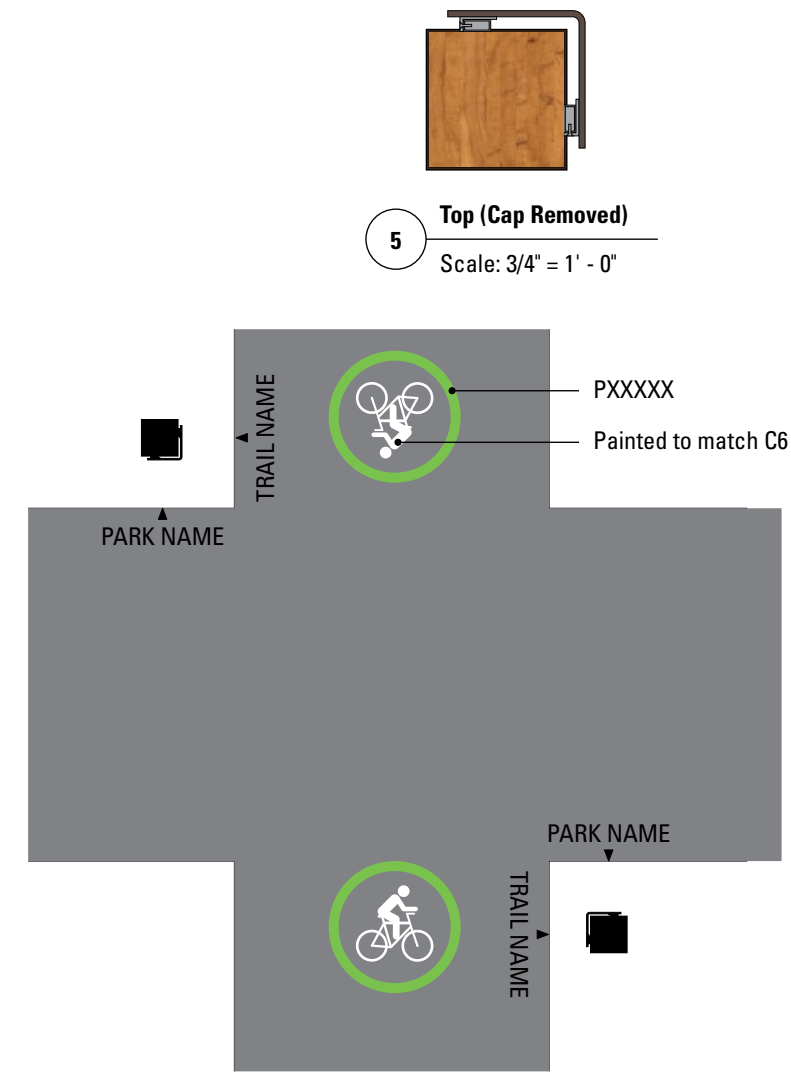 Top (Cap Removed)
5
Scale: 3/4" = 1' - 0"
PXXXXX
TRAIL NAME
Painted to match C6
PARK NAME
PARK NAME
TRAIL NAME